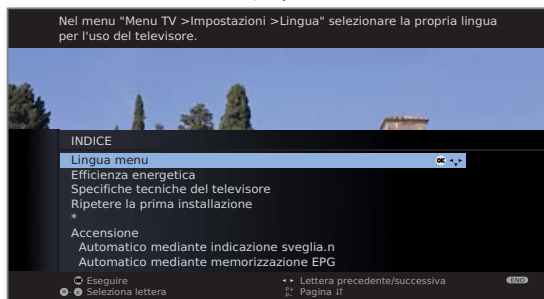 Nel menu "Menu TV >Impostazioni >Lingua" selezionare la propria lingua
per l'uso del televisore.
INDICE
Lingua menu OK
Efficienza energetica
Specifiche tecniche del televisore
Ripetere la prima installazione
*
Accensione
Automatico mediante indicazione sveglia.n
Automatico mediante memorizzazione EPG
OK Eseguire
Lettera precedente/successiva
END
Seleziona lettera
P+ P- Pagina